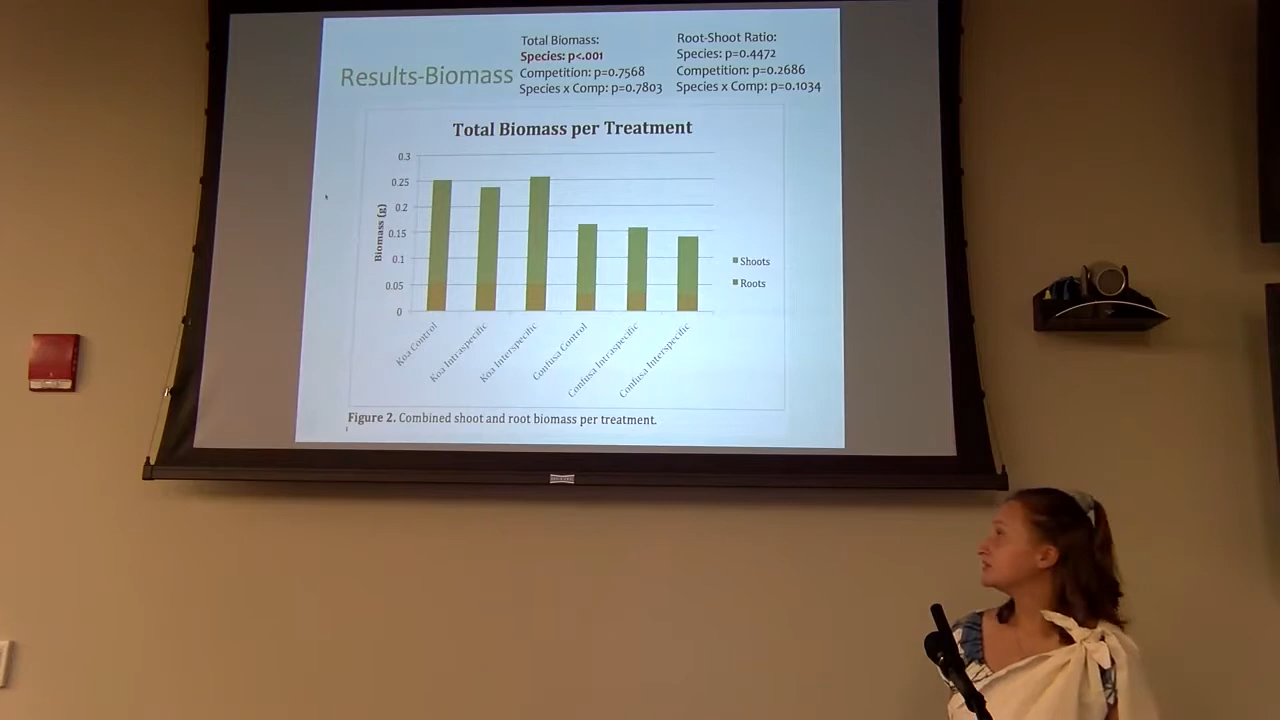 Results-Biomass
Total Biomass:
Species: p<.001
Competition: p=0.7568
Species x Comp: p=0.7803
Root-Shoot Ratio:
Species: p=0.4472
Competition: p=0.2686
Species x Comp: p=0.1034
Total Biomass per Treatment
Biomass (g)
0.3
0.25
0.2
0.15
0.1
0.05
0
Koa Control
Koa Intraspecific
Koa Interspecific
Confusa Control
Confusa Intraspecific
Confusa Interspecific
Shoots
Roots
Figure 2. Combined shoot and root biomass per treatment.